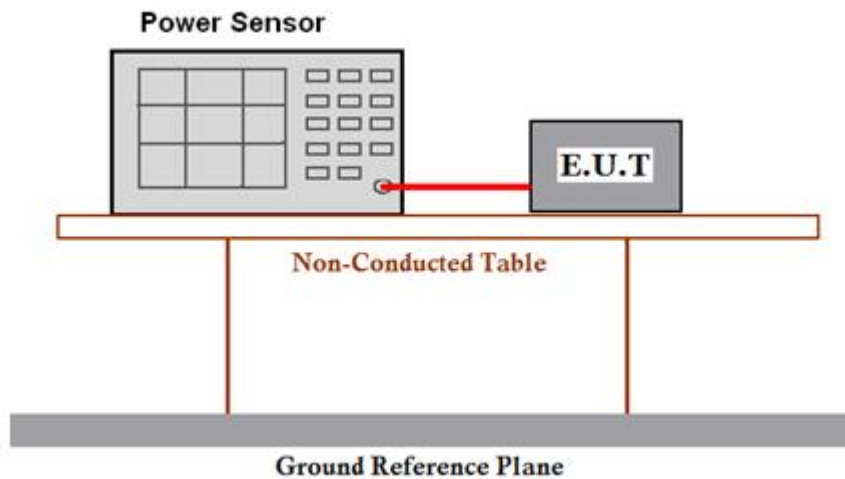 Power Sensor
E.U.T
Non-Conducted Table
Ground Reference Plane